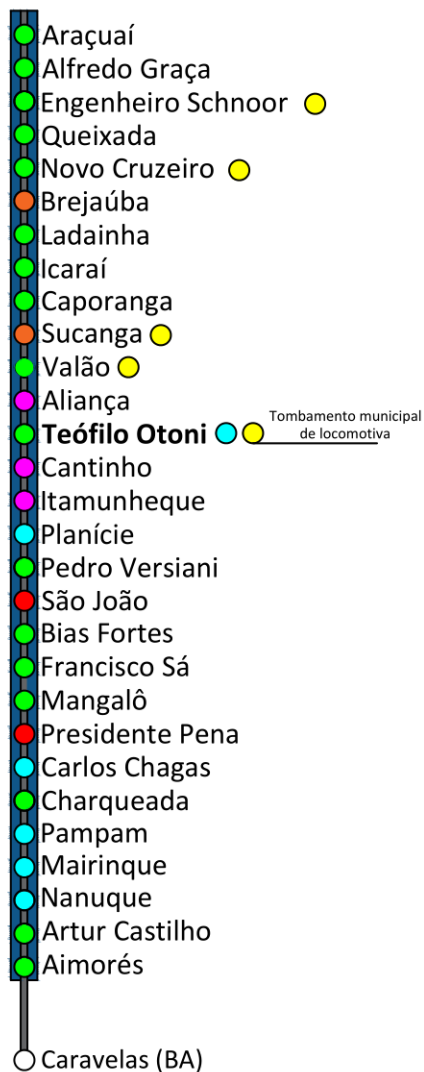 Araçuaí
Alfredo Graça
Engenheiro Schnoor
Queixada
Novo Cruzeiro
Brejaúba
Ladainha
Icaraí
Caporanga
Sucanga
Valão
Aliança
Teófilo Otoni
Tombamento municipal
de locomotiva
Cantinho
Itamunheque
Planície
Pedro Versiani
São João
Bias Fortes
Francisco Sá
Mangalô
Presidente Pena
Carlos Chagas
Charqueada
Pampam
Mairinque
Nanuque
Artur Castilho
Aimorés
Caravelas (BA)